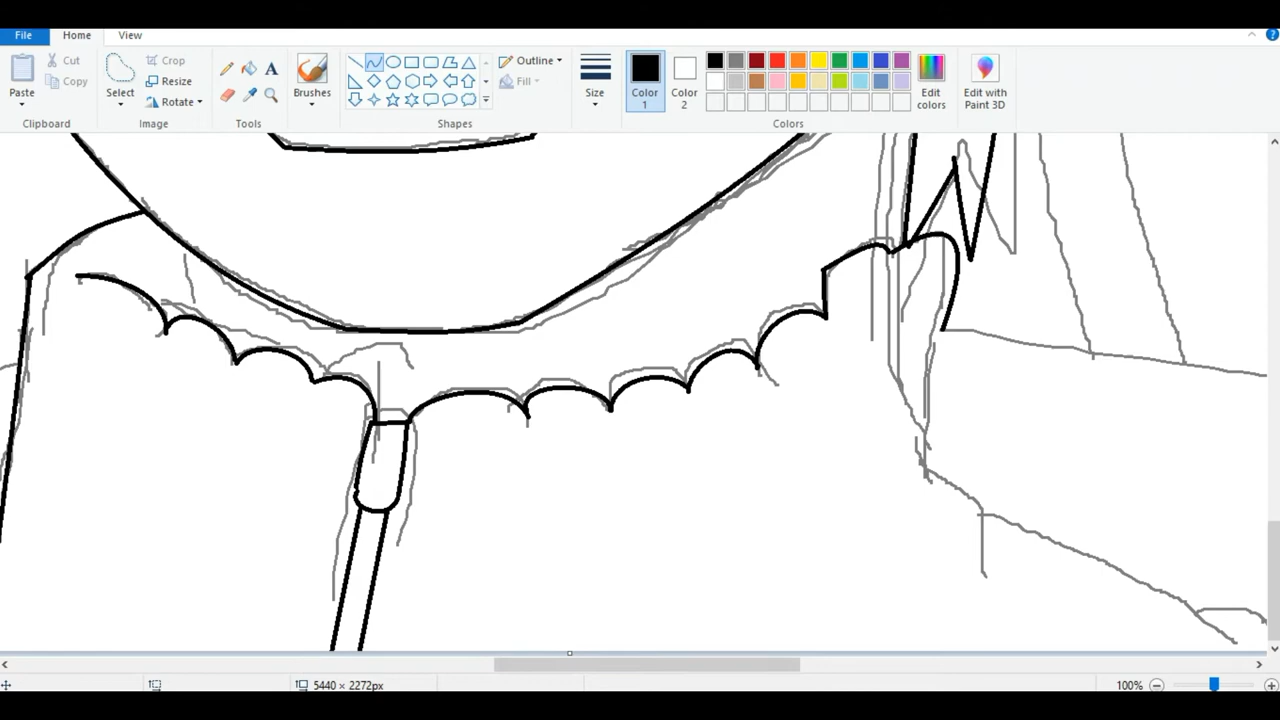 File Home View
Cut
Copy
Paste
Clipboard
Select
Crop
Resize
Rotate
Image
A
Tools
Brushes
Outline
Fill
Shapes
Size
Color
1
Color
2
Edit
colors
Edit with
Paint 3D
Colors
5440 × 2272px
100%